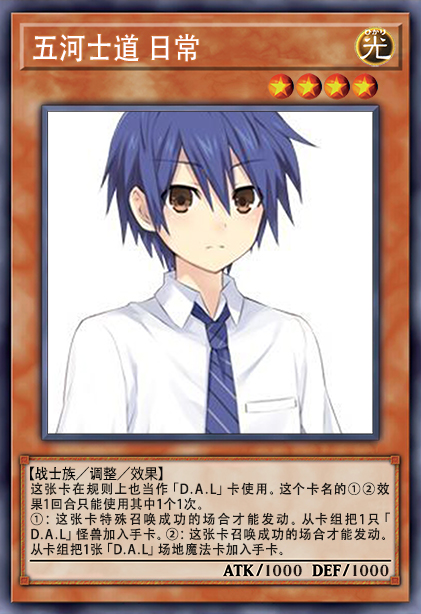 五河士道 日常
ひかり
光
【战士族／调整／效果】
这张卡在规则上也当作「D.A.L」卡使用。这个卡名的①②效
果1回合只能使用其中1个1次。
①：这张卡特殊召唤成功的场合才能发动。从卡组把1只「
D.A.L」怪兽加入手卡。②：这张卡召唤成功的场合才能发动。
从卡组把1张「D.A.L」场地魔法卡加入手卡。
ATK/1000 DEF/1000